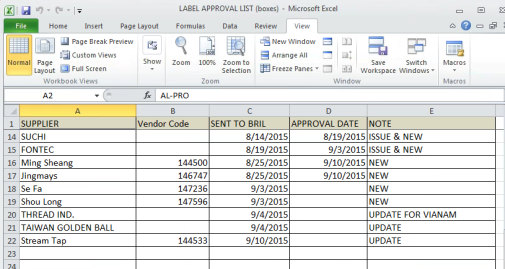 LABEL APPROVAL LIST (boxes) - Microsoft Excel
File Home Insert Page Layout Formulas Data Review View
Normal Page Layout Page Break Preview Custom Views Full Screen Show Zoom 100% Zoom to Selection New Window Arrange All Freeze Panes Save Workspace Switch Windows Macros
Workbook Views Zoom Window Macros
A2 fx AL-PRO
A B C D E
1 SUPPLIER Vendor Code SENT TO BRIL APPROVAL DATE NOTE
14 SUCHI 8/14/2015 8/19/2015 ISSUE & NEW
15 FONTEC 8/19/2015 9/3/2015 ISSUE & NEW
16 Ming Sheang 144500 8/25/2015 9/10/2015 NEW
17 Jingmays 146747 8/25/2015 9/10/2015 NEW
18 Se Fa 147236 9/3/2015 NEW
19 Shou Long 147596 9/3/2015 NEW
20 THREAD IND. 9/4/2015 UPDATE FOR VIANAM
21 TAIWAN GOLDEN BALL 9/4/2015 UPDATE
22 Stream Tap 144533 9/10/2015 UPDATE
23
24